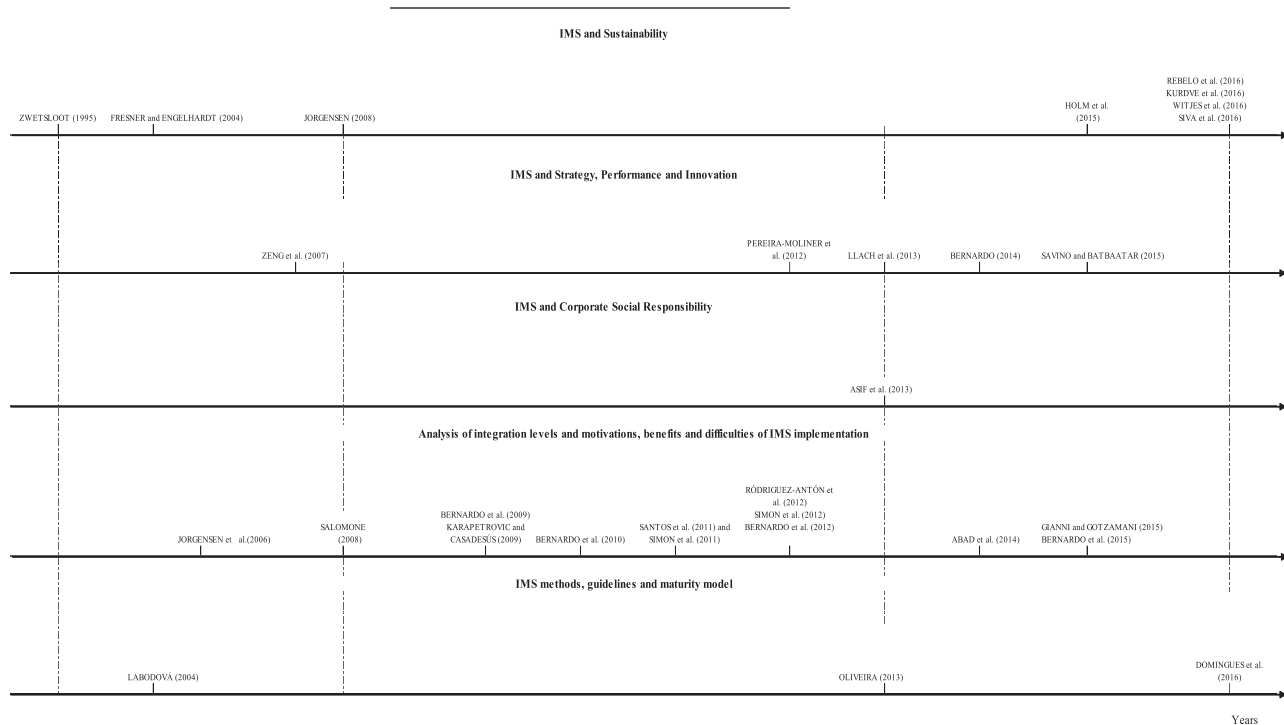 IMS and Sustainability
REBELO et al. (2016)
KURDVE et al. (2016)
WITJES et al. (2016)
SIVA et al. (2016)
HOLM et al.
(2015)
ZWETSLOOT (1995)
FRESNER and ENGELHARDT (2004)
JORGENSEN (2008)
IMS and Strategy, Performance and Innovation
ZENG et al. (2007)
PEREIRA-MOLINER et
al. (2012)
LLACH et al. (2013)
BERNARDO (2014)
SAVINO and BATBAATAR (2015)
IMS and Corporate Social Responsibility
ASIF et al. (2013)
Analysis of integration levels and motivations, benefits and difficulties of IMS implementation
JORGENSEN et al.(2006)
SALOMONE
(2008)
BERNARDO et al. (2009)
KARAPETROVIC and
CASADESÚS (2009)
BERNARDO et al. (2010)
SANTOS et al. (2011) and
SIMON et al. (2011)
RÓDRIGUEZ-ANTÓN et
al. (2012)
SIMON et al. (2012)
BERNARDO et al. (2012)
ABAD et al. (2014)
GIANNI and GOTZAMANI (2015)
BERNARDO et al. (2015)
IMS methods, guidelines and maturity model
LABODOVÁ (2004)
OLIVEIRA (2013)
DOMINGUES et al.
(2016)
Years